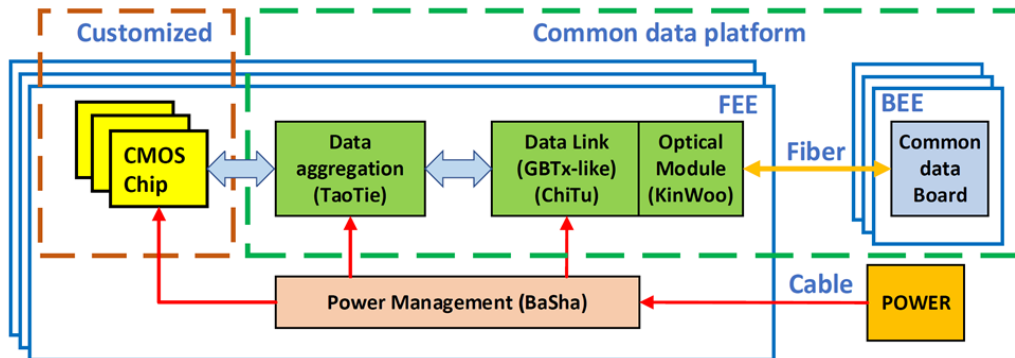 Customized
Common data platform
FEE
BEE
CMOS
Chip
Data
aggregation
(TaoTie)
Data Link
(GBTx-like)
(ChiTu)
Optical
Module
(KinWoo)
Fiber
Common
data
Board
Power Management (BaSha)
Cable
POWER